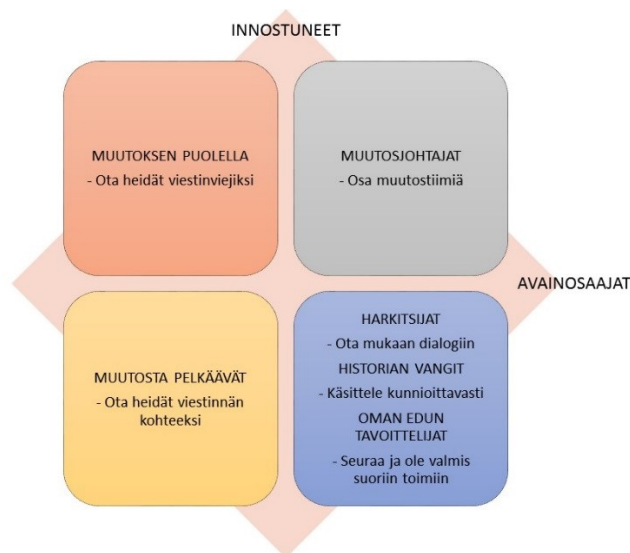 INNOSTUNEET
MUUTOKSEN PUOLELLA
- Ota heidät viestinviejiksi
MUUTOSJOHTAJAT
- Osa muutostiimiä
AVAINOSAAJAT
MUUTOSTA PELKÄÄVÄT
- Ota heidät viestinnän
kohteeksi
HARKITSIJAT
- Ota mukaan dialogiin
HISTORIAN VANGIT
- Käsittele kunnioittavasti
OMAN EDUN
TAVOITTELIJAT
- Seuraa ja ole valmis
suoriin toimiin